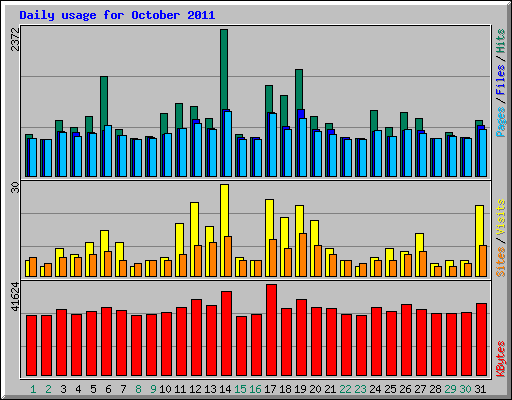 Daily usage for October 2011
2372
30
41624
Pages / Files / Hits
Sites / Visits
KBytes
1 2 3 4 5 6 7 8 9 10 11 12 13 14 15 16 17 18 19 20 21 22 23 24 25 26 27 28 29 30 31